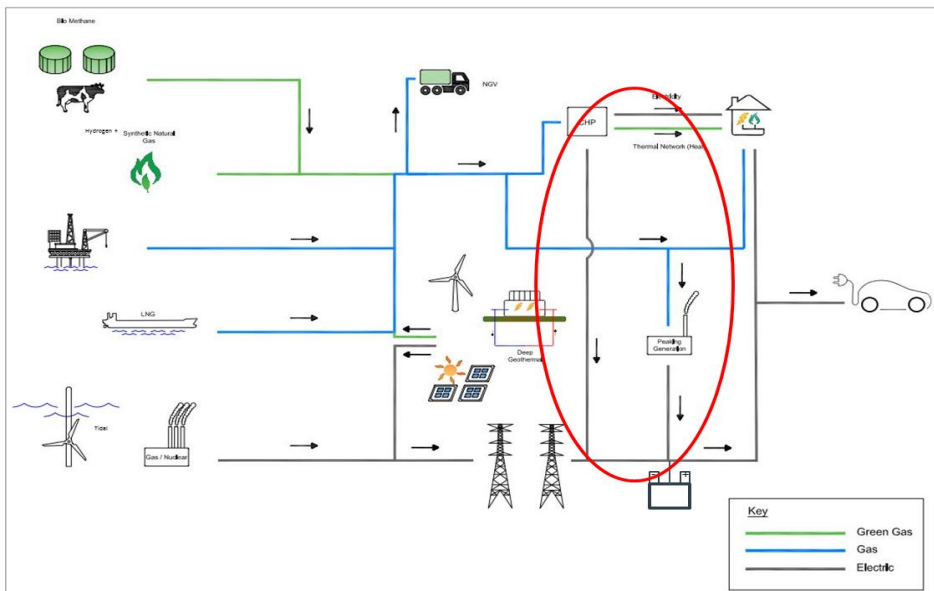 Bio Methane
NGV
Electricity
CHP
Hydrogen +
Synthetic Natural
Gas
Thermal Network (Heat
LNG
Deep
Geothermal
Peaking
Generation
Tidal
Gas / Nuclear
- +
Key
Green Gas
Gas
Electric